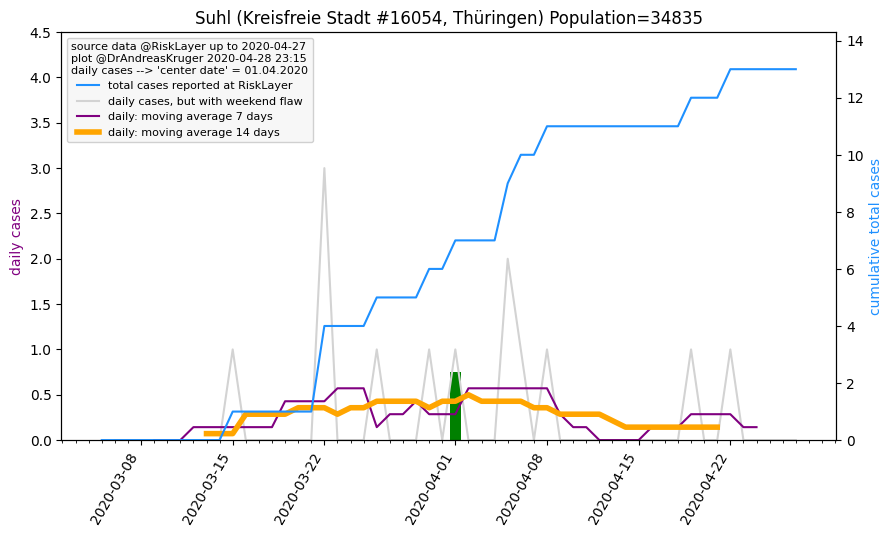 Suhl (Kreisfreie Stadt #16054, Thüringen) Population=34835
source data @RiskLayer up to 2020-04-27
plot @DrAndreasKruger 2020-04-28 23:15
daily cases --> 'center date' = 01.04.2020
total cases reported at RiskLayer
daily cases, but with weekend flaw
daily: moving average 7 days
daily: moving average 14 days
daily cases
4.5
4.0
3.5
3.0
2.5
2.0
1.5
1.0
0.5
0.0
14
12
10
8
6
4
2
0
cumulative total cases
2020-03-08
2020-03-15
2020-03-22
2020-04-01
2020-04-08
2020-04-15
2020-04-22